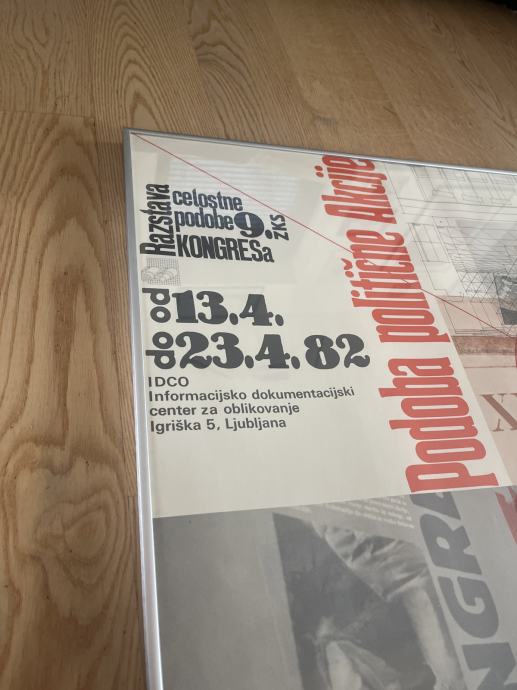 Razstava
celostne
podobe 9.
KONGRESa
ZKS
od 13.4.
do 23.4.82
IDCO
Informacijsko dokumentacijski
center za oblikovanje
Igriška 5, Ljubljana
Podoba politične Akcije
X
NGRE